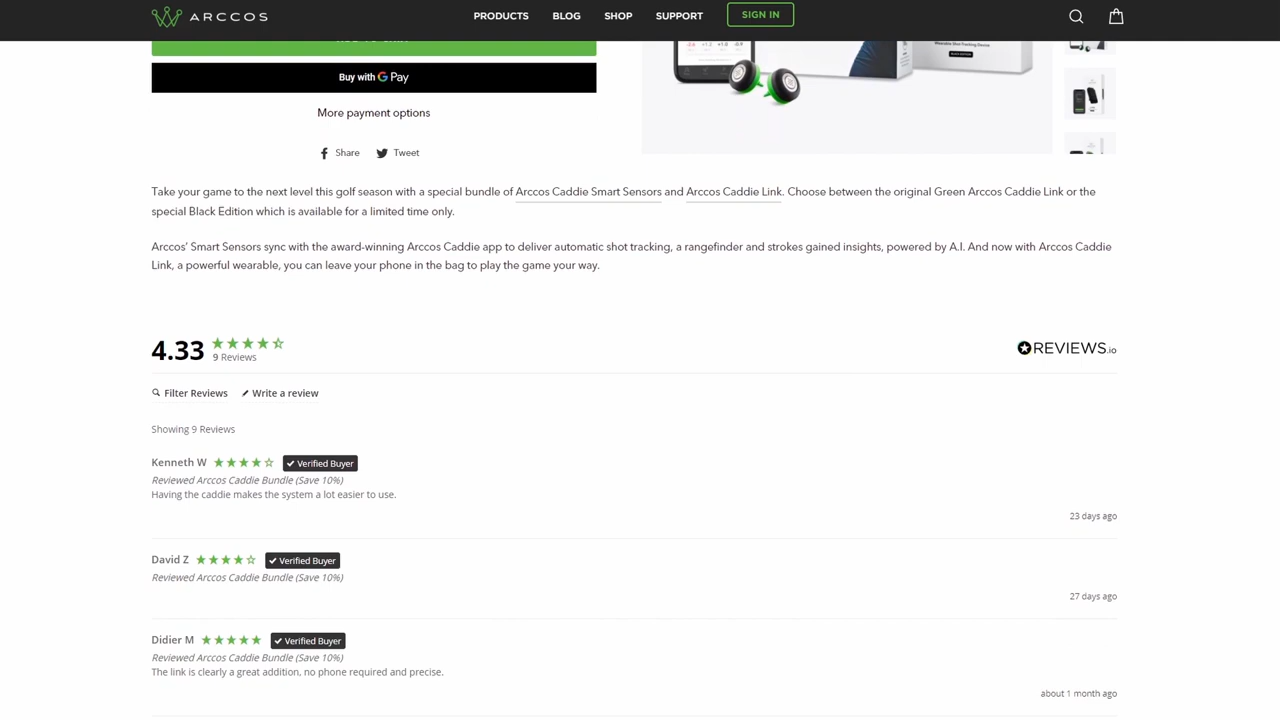 ARCCOS
PRODUCTS BLOG SHOP SUPPORT SIGN IN
Buy with G Pay
More payment options
Share Tweet
Take your game to the next level this golf season with a special bundle of Arccos Caddie Smart Sensors and Arccos Caddie Link. Choose between the original Green Arccos Caddie Link or the
special Black Edition which is available for a limited time only.
Arccos' Smart Sensors sync with the award-winning Arccos Caddie app to deliver automatic shot tracking, a rangefinder and strokes gained insights, powered by A.I. And now with Arccos Caddie
Link, a powerful wearable, you can leave your phone in the bag to play the game your way.
4.33
9 Reviews
REVIEWS.io
Filter Reviews Write a review
Showing 9 Reviews
Kenneth W Verified Buyer
Reviewed Arccos Caddie Bundle (Save 10%)
Having the caddie makes the system a lot easier to use.
23 days ago
David Z Verified Buyer
Reviewed Arccos Caddie Bundle (Save 10%)
27 days ago
Didier M Verified Buyer
Reviewed Arccos Caddie Bundle (Save 10%)
The link is clearly a great addition, no phone required and precise.
about 1 month ago